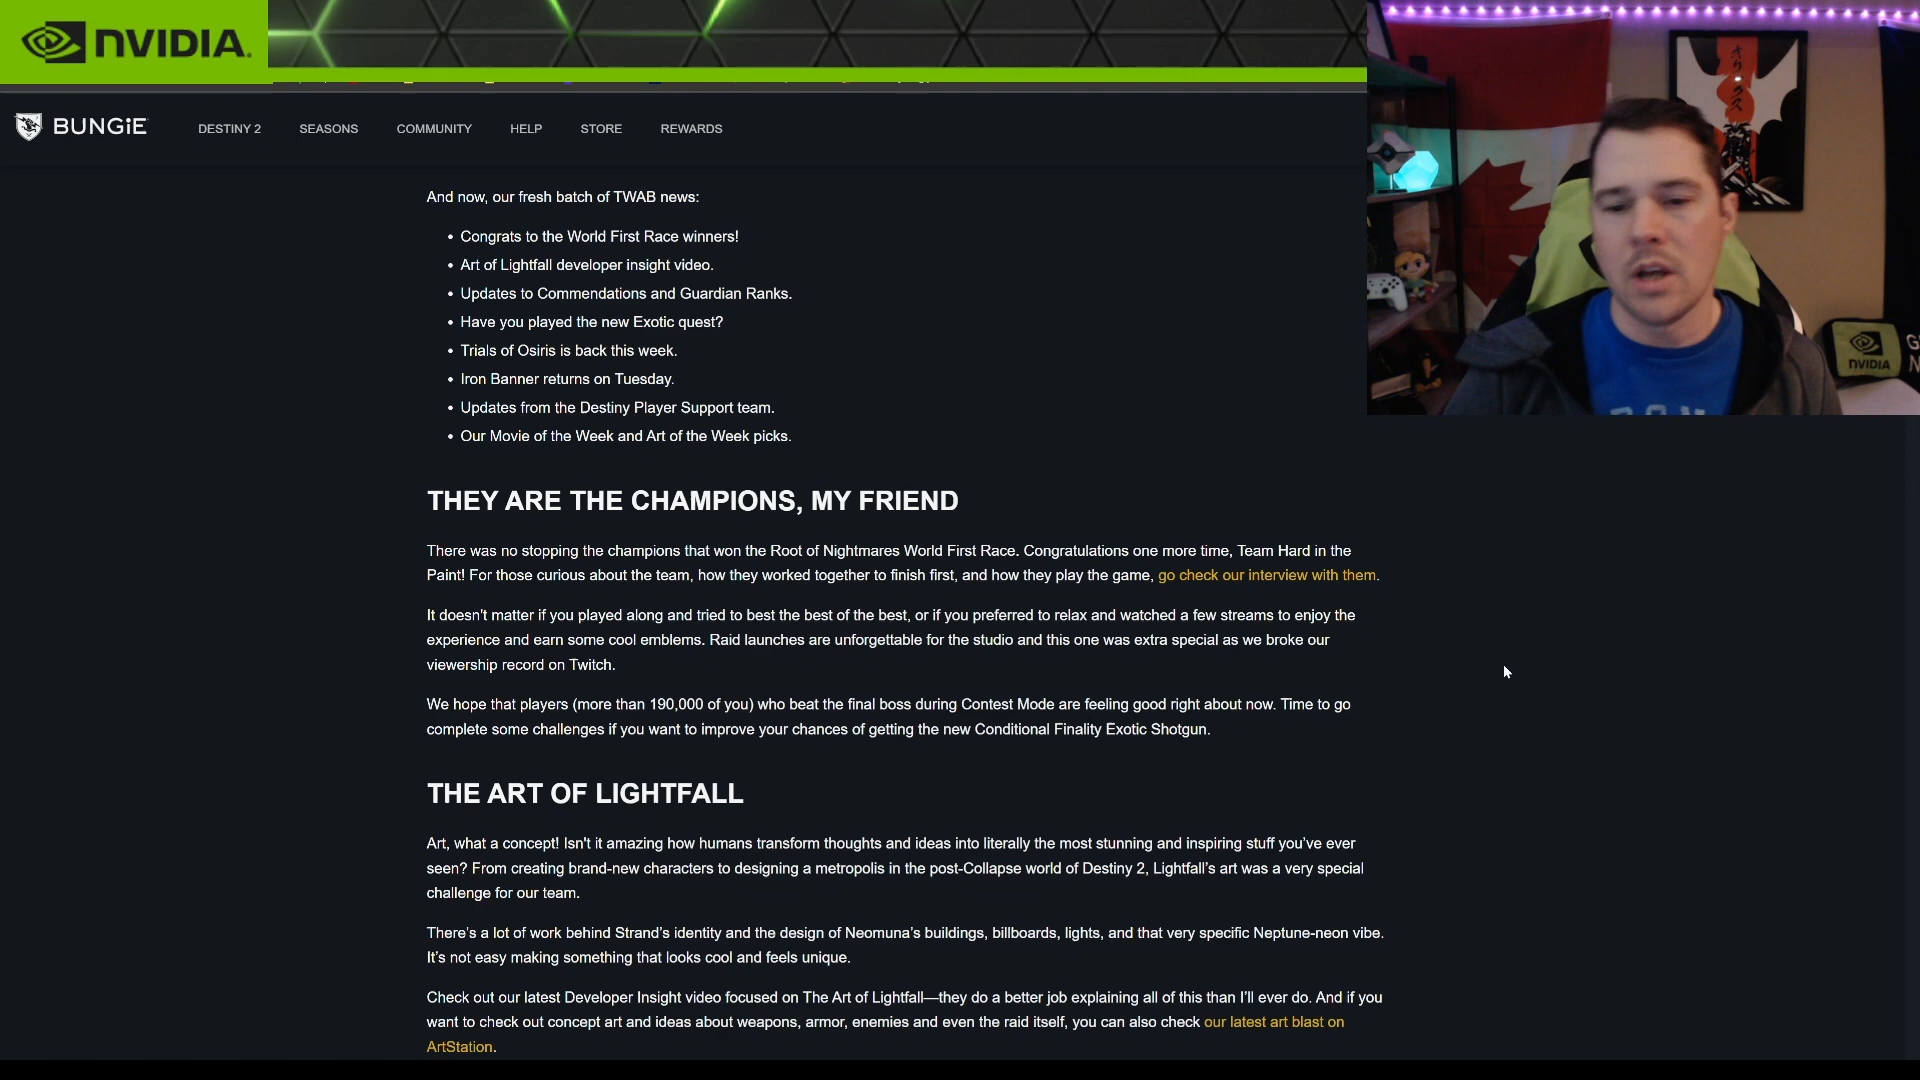 NVIDIA.
BUNGiE
DESTINY 2
SEASONS
COMMUNITY
HELP
STORE
REWARDS
And now, our fresh batch of TWAB news:
• Congrats to the World First Race winners!
• Art of Lightfall developer insight video.
• Updates to Commendations and Guardian Ranks.
• Have you played the new Exotic quest?
• Trials of Osiris is back this week.
• Iron Banner returns on Tuesday.
• Updates from the Destiny Player Support team.
• Our Movie of the Week and Art of the Week picks.
THEY ARE THE CHAMPIONS, MY FRIEND
There was no stopping the champions that won the Root of Nightmares World First Race. Congratulations one more time, Team Hard in the
Paint! For those curious about the team, how they worked together to finish first, and how they play the game, go check our interview with them.
It doesn't matter if you played along and tried to best the best of the best, or if you preferred to relax and watched a few streams to enjoy the
experience and earn some cool emblems. Raid launches are unforgettable for the studio and this one was extra special as we broke our
viewership record on Twitch.
We hope that players (more than 190,000 of you) who beat the final boss during Contest Mode are feeling good right about now. Time to go
complete some challenges if you want to improve your chances of getting the new Conditional Finality Exotic Shotgun.
THE ART OF LIGHTFALL
Art, what a concept! Isn't it amazing how humans transform thoughts and ideas into literally the most stunning and inspiring stuff you've ever
seen? From creating brand-new characters to designing a metropolis in the post-Collapse world of Destiny 2, Lightfall's art was a very special
challenge for our team.
There's a lot of work behind Strand's identity and the design of Neomuna's buildings, billboards, lights, and that very specific Neptune-neon vibe.
It's not easy making something that looks cool and feels unique.
Check out our latest Developer Insight video focused on The Art of Lightfall—they do a better job explaining all of this than I'll ever do. And if you
want to check out concept art and ideas about weapons, armor, enemies and even the raid itself, you can also check our latest art blast on
ArtStation.
NVIDIA